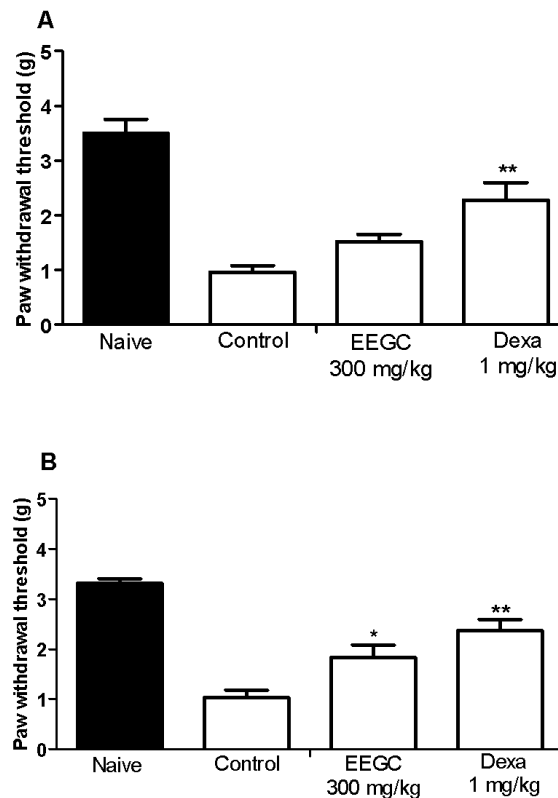 A
Paw withdrawal threshold (g)
5
4
3
2
1
0
**
Naive
Control
EEGC
300 mg/kg
Dexa
1 mg/kg
B
Paw withdrawal threshold (g)
5
4
3
2
1
0
*
**
Naive
Control
EEGC
300 mg/kg
Dexa
1 mg/kg